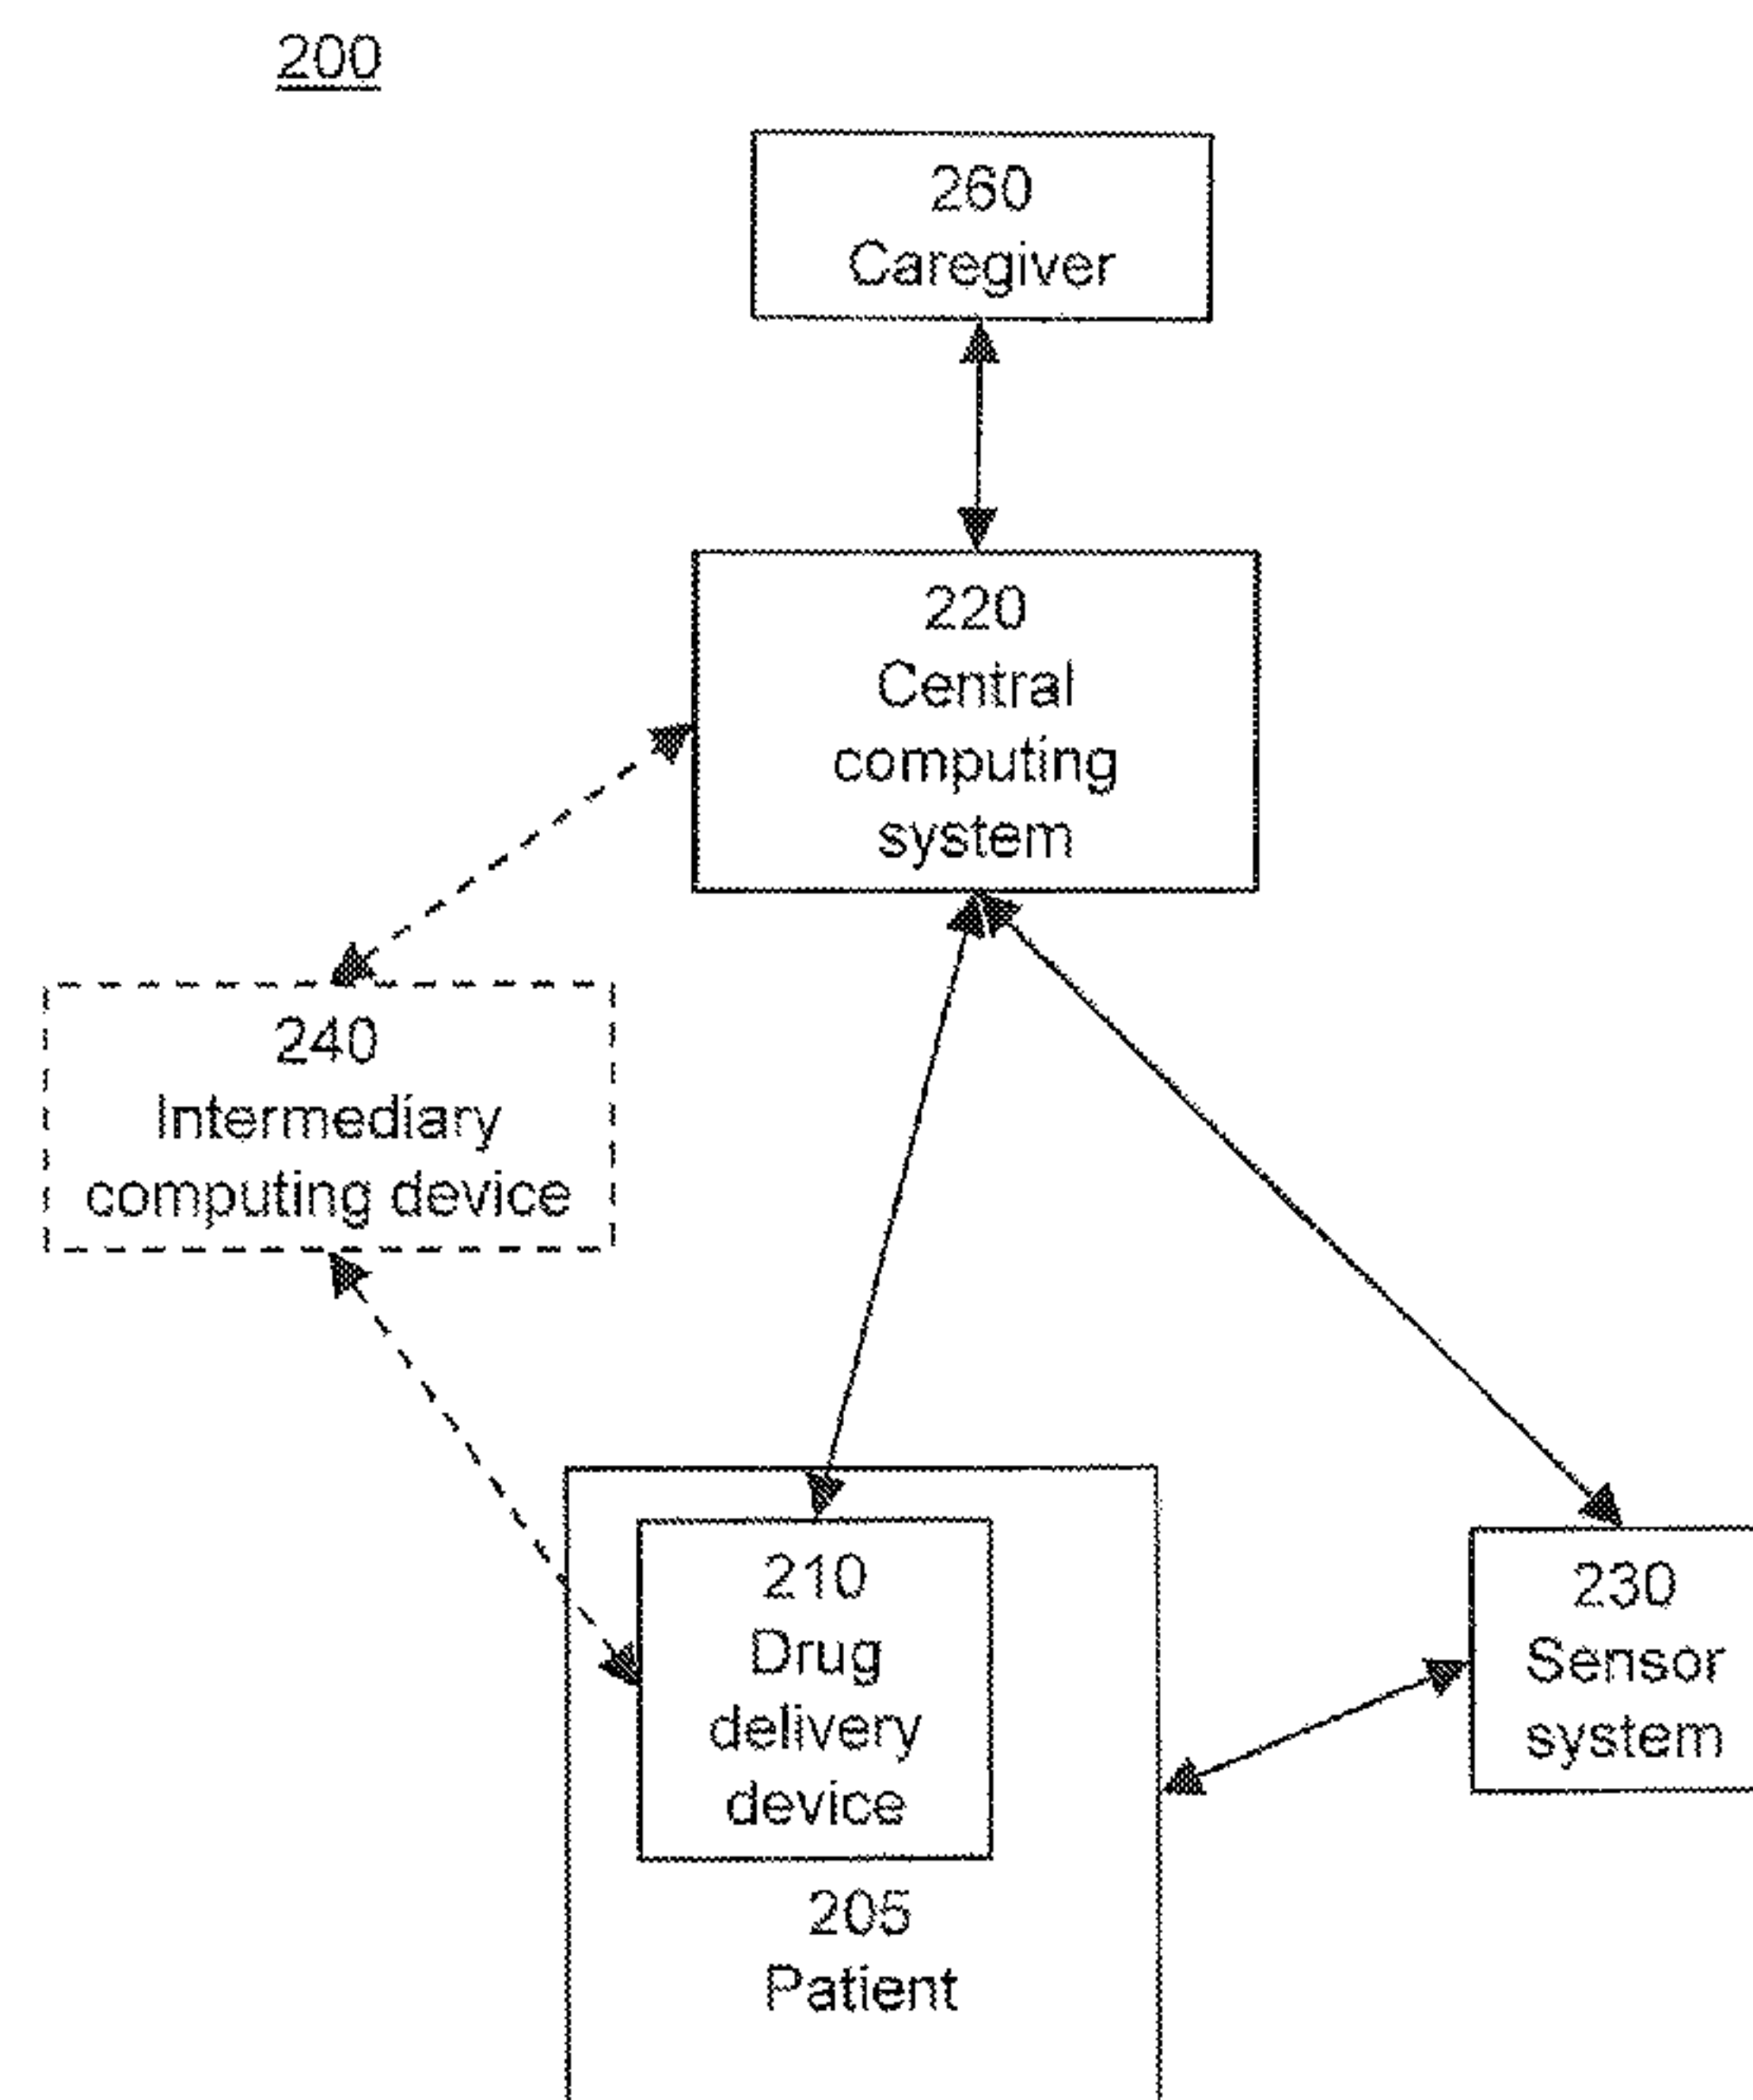 200
260
Caregiver
220
Central
computing
system
240
Intermediary
computing device
210
Drug
delivery
device
230
Sensor
system
205
Patient